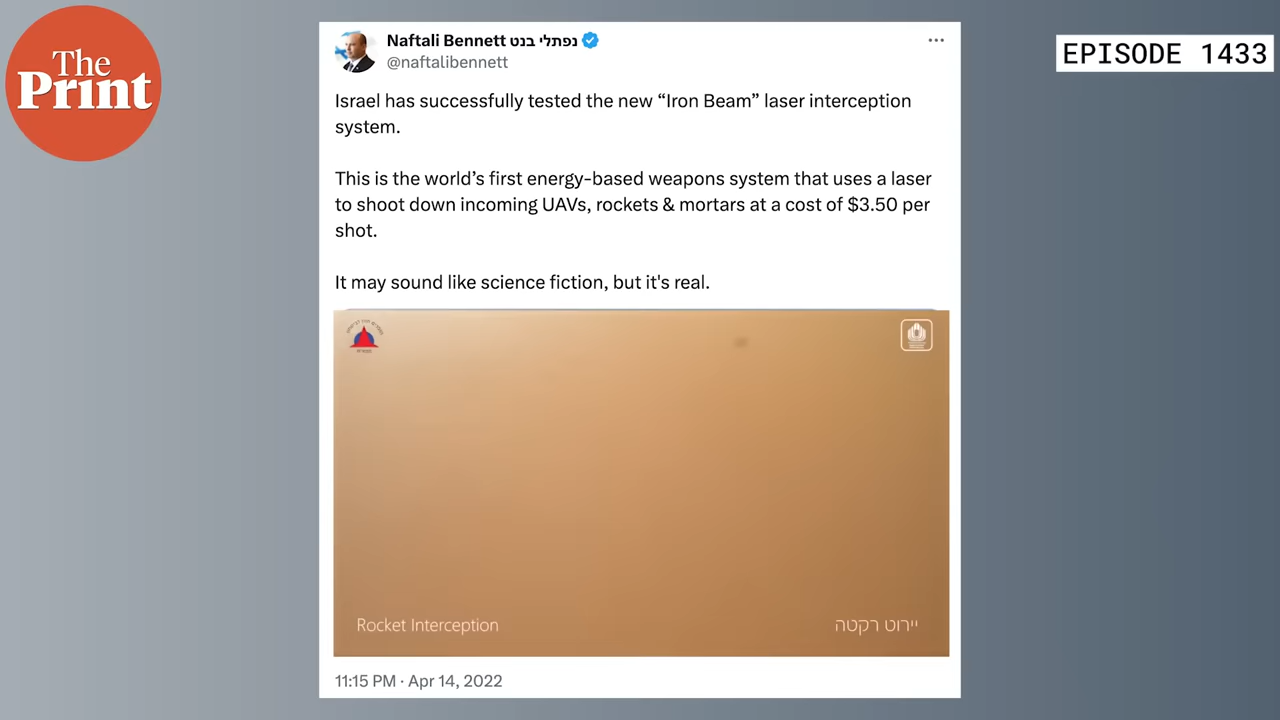 The
Print
EPISODE 1433
Naftali Bennett נפתלי בנט
@naftalibennett
Israel has successfully tested the new “Iron Beam” laser interception
system.
This is the world’s first energy-based weapons system that uses a laser
to shoot down incoming UAVs, rockets & mortars at a cost of $3.50 per
shot.
It may sound like science fiction, but it's real.
Rocket Interception
יירוט רקטה
11:15 PM · Apr 14, 2022